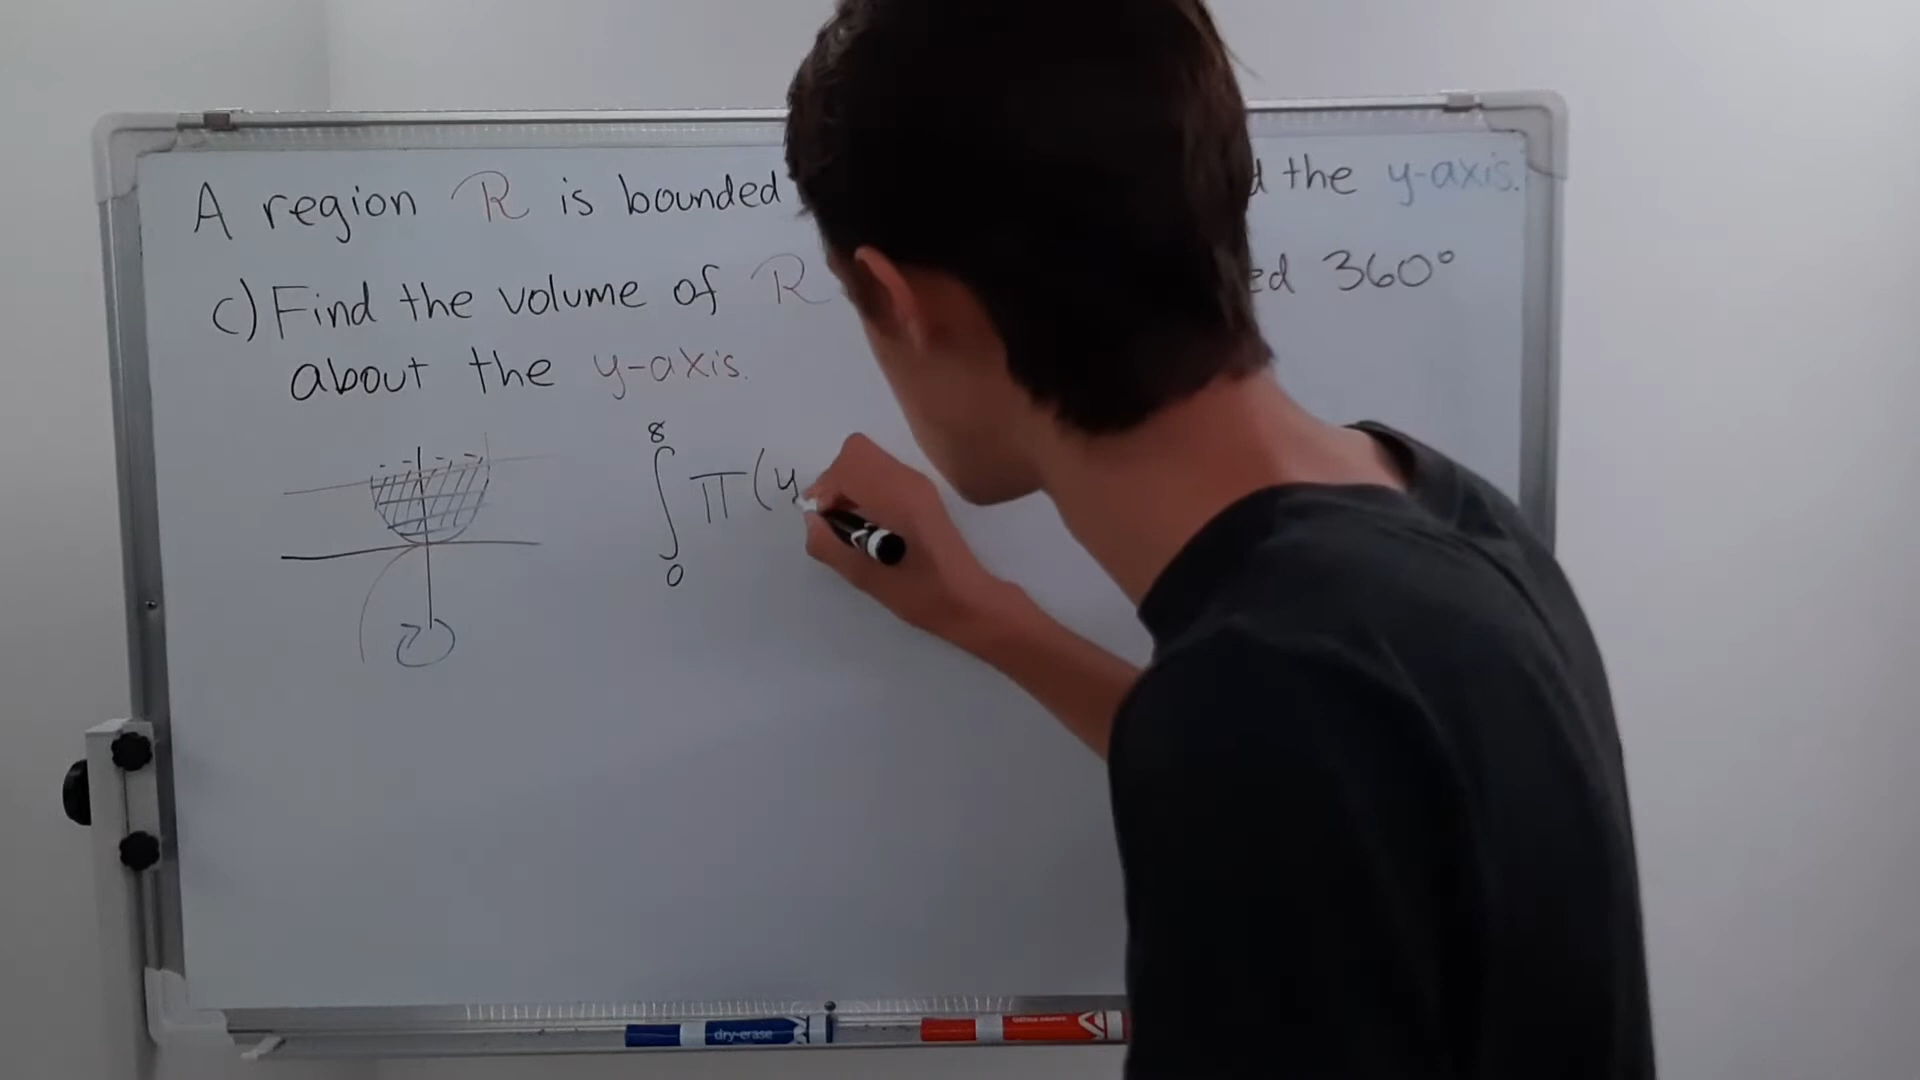 A region R is bounded d the y-axis.
c) Find the volume of R ed 360°
about the y-axis.
8
∫ π(y
0
dry-erase